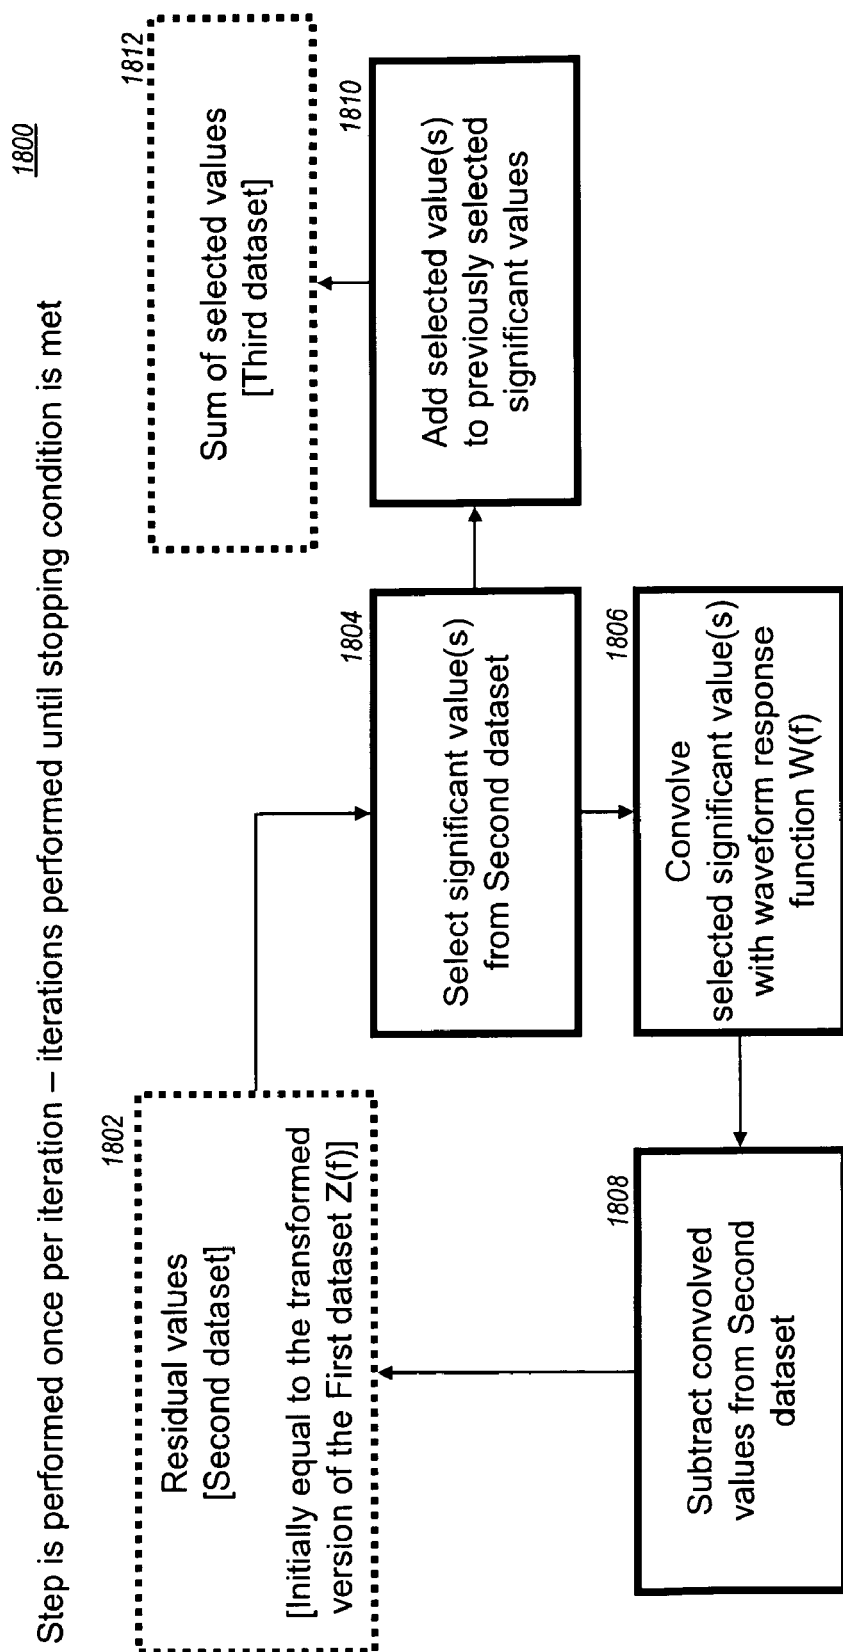 1800
Step is performed once per iteration – iterations performed until stopping condition is met
1802
Residual values
[Second dataset]
[Initially equal to the transformed
version of the First dataset Z(f)]
1812
Sum of selected values
[Third dataset]
1804
Select significant value(s)
from Second dataset
1810
Add selected value(s)
to previously selected
significant values
1808
Subtract convolved
values from Second
dataset
1806
Convolve
selected significant value(s)
with waveform response
function W(f)